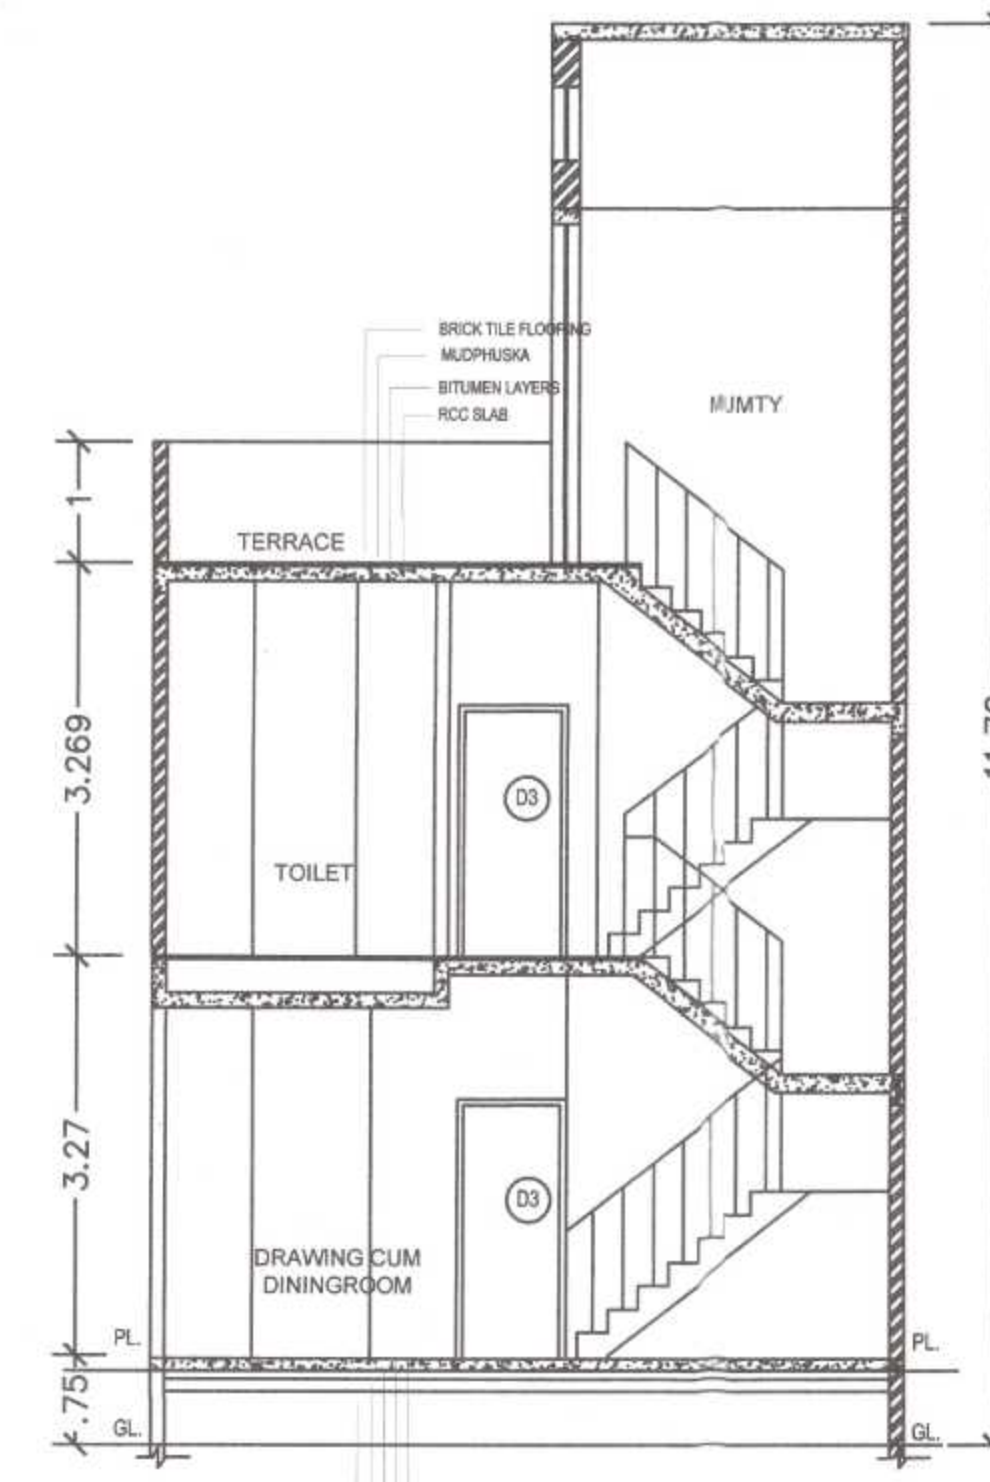 BRICK TILE FLOORING
MUDPHUSKA
BITUMEN LAYERS
RCC SLAB
MUMTY
1
TERRACE
3.269
D3
TOILET
3.27
D3
DRAWING CUM
DININGROOM
PL.
PL.
.75
GL.
GL.